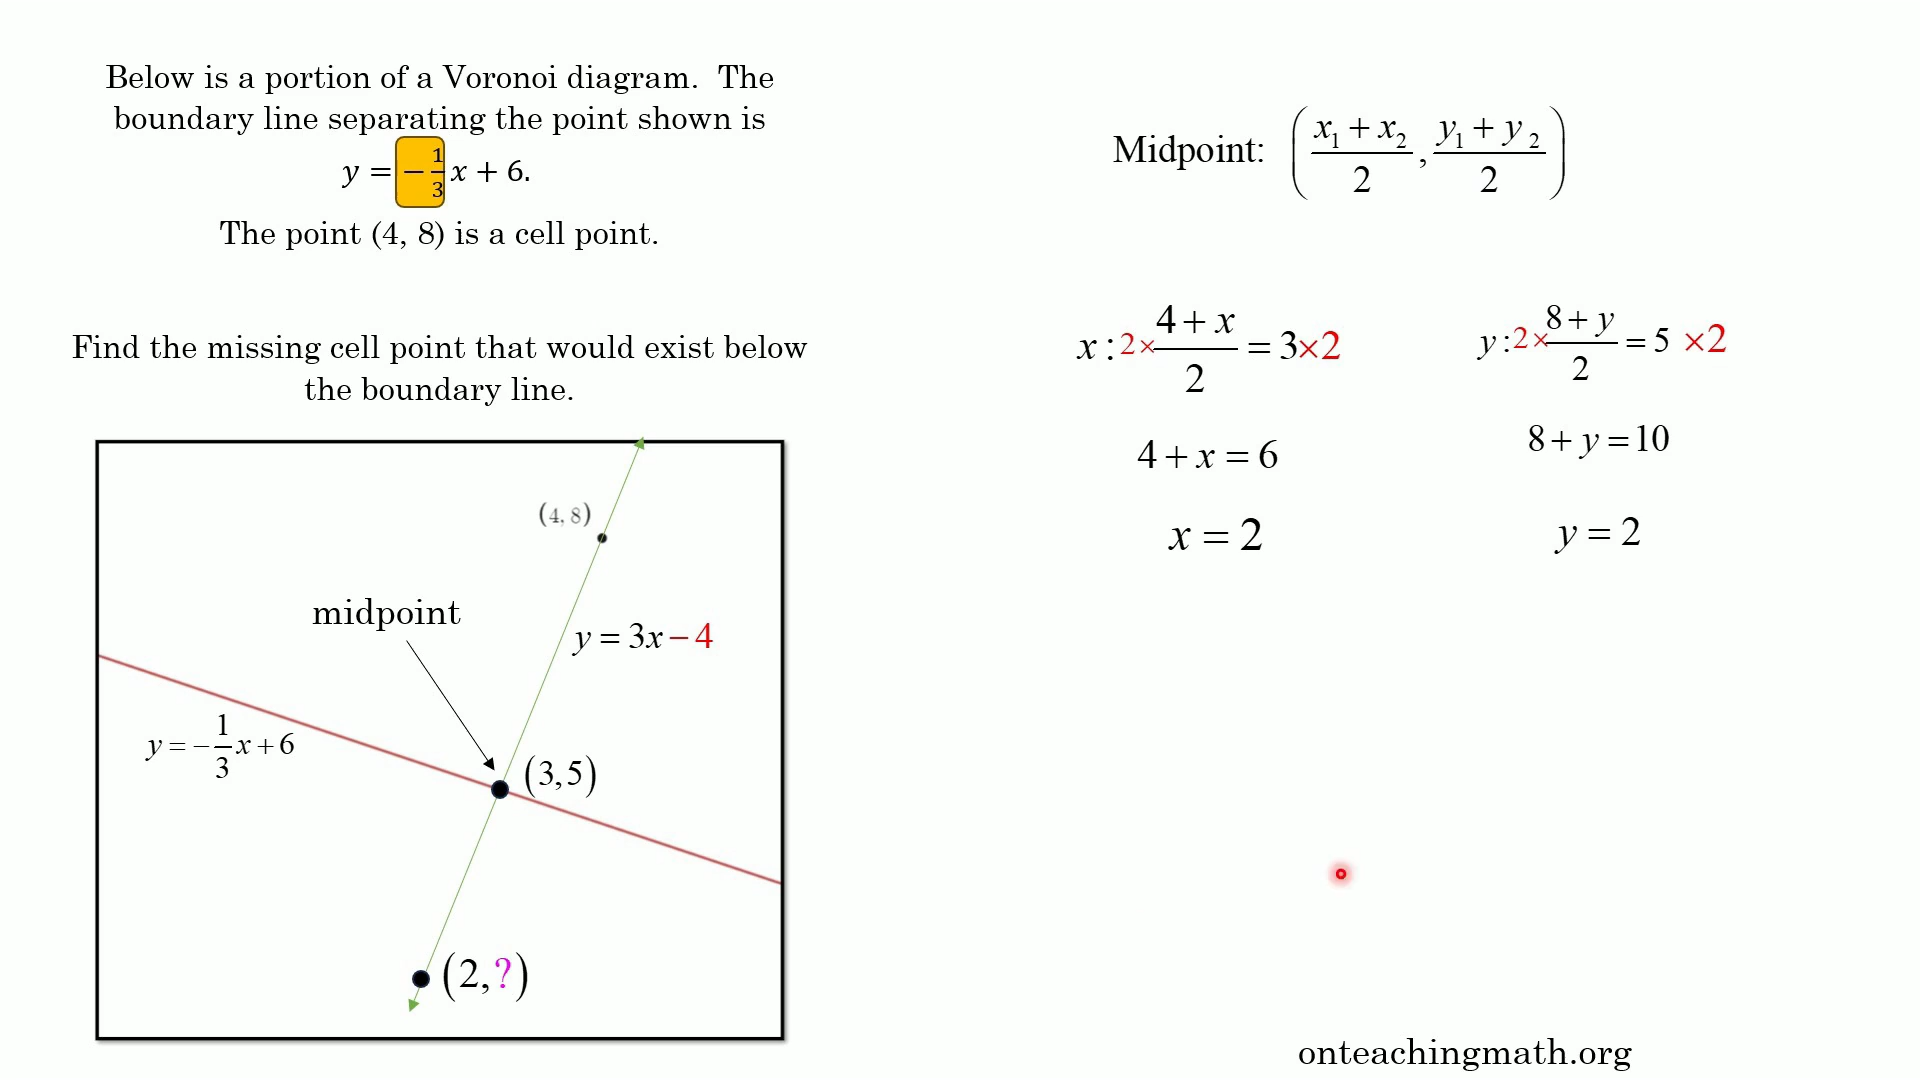 Below is a portion of a Voronoi diagram. The
boundary line separating the point shown is
y = −1/3 x + 6.
The point (4, 8) is a cell point.
Find the missing cell point that would exist below
the boundary line.
(4, 8)
midpoint
y = 3x − 4
y = −1/3 x + 6
(3,5)
(2,?)
Midpoint: ((x₁ + x₂)/2, (y₁ + y₂)/2)
x : 2 × (4 + x)/2 = 3 × 2
4 + x = 6
x = 2
y : 2 × (8 + y)/2 = 5 × 2
8 + y = 10
y = 2
onteachingmath.org